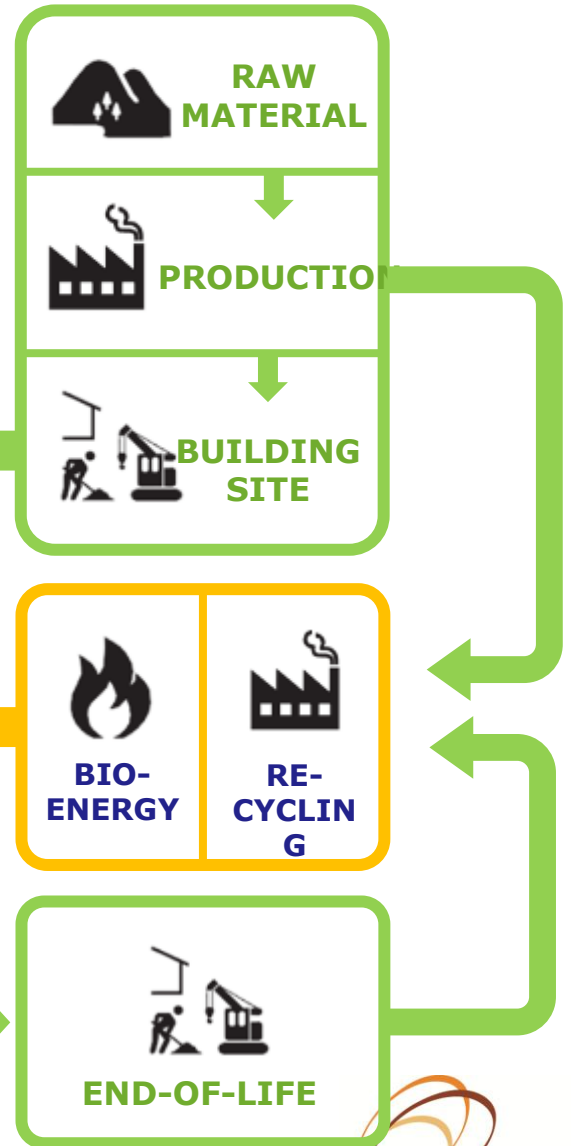 RAW
MATERIAL
PRODUCTION
BUILDING
SITE
BIO-
ENERGY
RE-
CYCLIN
G
END-OF-LIFE